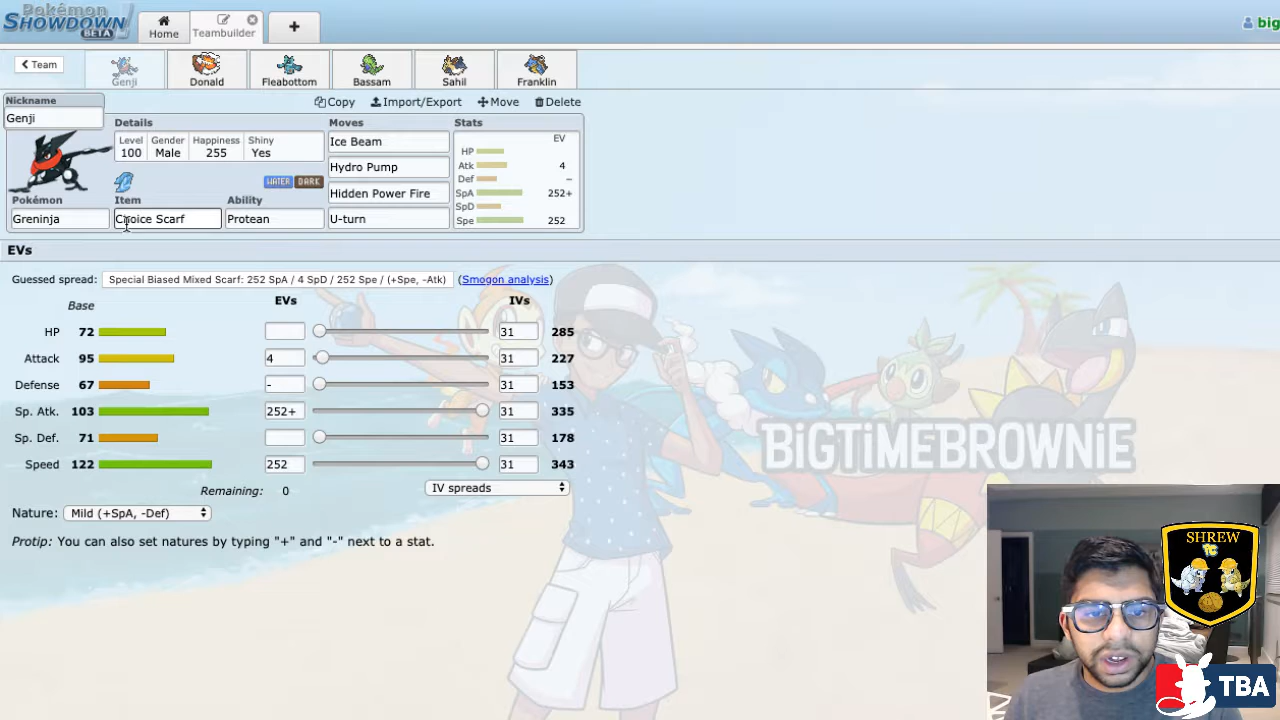 Pokémon
SHOWDOWN
BETA
Home
Teambuilder
+
big
< Team
Genji
Donald
Fleabottom
Bassam
Sahil
Franklin
Nickname
Genji
Copy
Import/Export
Move
Delete
Details
Moves
Stats
Level
Gender
Happiness
Shiny
100
Male
255
Yes
Ice Beam
Hydro Pump
Hidden Power Fire
U-turn
EV
HP
Atk 4
Def –
SpA 252+
SpD
Spe 252
WATER DARK
Pokémon
Item
Ability
Greninja
Choice Scarf
Protean
EVs
Guessed spread: Special Biased Mixed Scarf: 252 SpA / 4 SpD / 252 Spe / (+Spe, -Atk) (Smogon analysis)
Base
EVs
IVs
HP 72 31 285
Attack 95 4 31 227
Defense 67 - 31 153
Sp. Atk. 103 252+ 31 335
Sp. Def. 71 31 178
Speed 122 252 31 343
Remaining: 0
IV spreads
Nature: Mild (+SpA, -Def)
Protip: You can also set natures by typing "+" and "-" next to a stat.
BiGTiMEBROWNiE
SHREW
TC
TBA